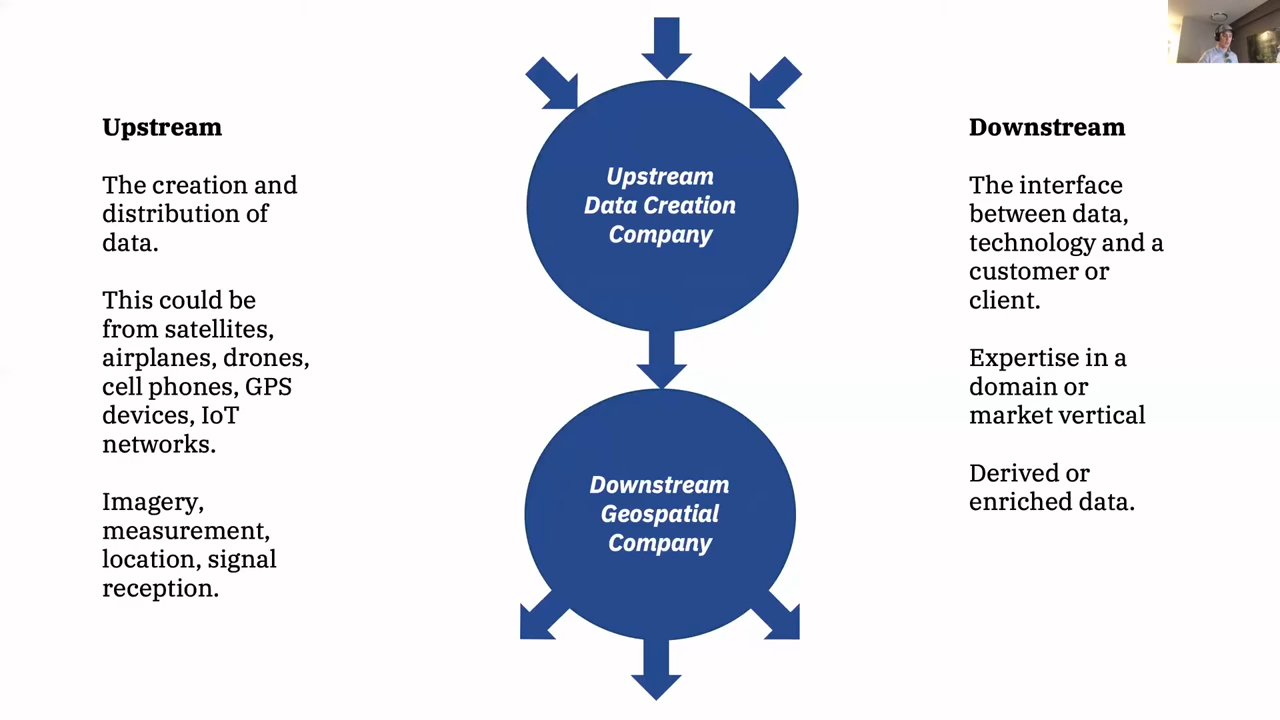 Upstream
The creation and
distribution of
data.
This could be
from satellites,
airplanes, drones,
cell phones, GPS
devices, IoT
networks.
Imagery,
measurement,
location, signal
reception.
Upstream
Data Creation
Company
Downstream
Geospatial
Company
Downstream
The interface
between data,
technology and a
customer or
client.
Expertise in a
domain or
market vertical
Derived or
enriched data.